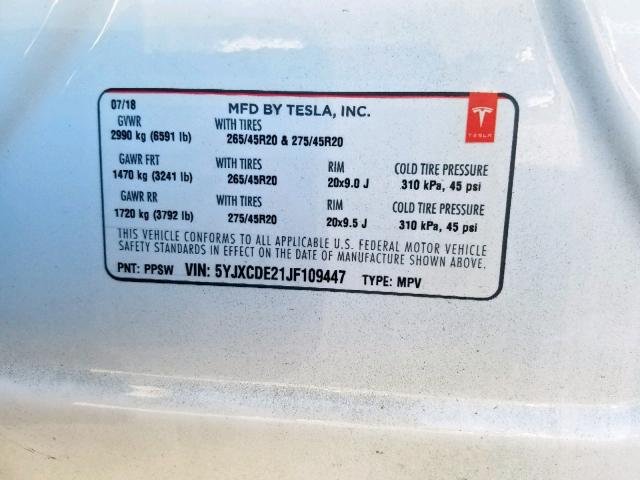 07/18 MFD BY TESLA, INC.
GVWR WITH TIRES
2990 kg (6591 lb) 265/45R20 & 275/45R20
TESLA
GAWR FRT WITH TIRES RIM COLD TIRE PRESSURE
1470 kg (3241 lb) 265/45R20 20x9.0 J 310 kPa, 45 psi
GAWR RR WITH TIRES RIM COLD TIRE PRESSURE
1720 kg (3792 lb) 275/45R20 20x9.5 J 310 kPa, 45 psi
THIS VEHICLE CONFORMS TO ALL APPLICABLE U.S. FEDERAL MOTOR VEHICLE
SAFETY STANDARDS IN EFFECT ON THE DATE OF MANUFACTURE SHOWN ABOVE.
PNT: PPSW VIN: 5YJXCDE21JF109447 TYPE: MPV